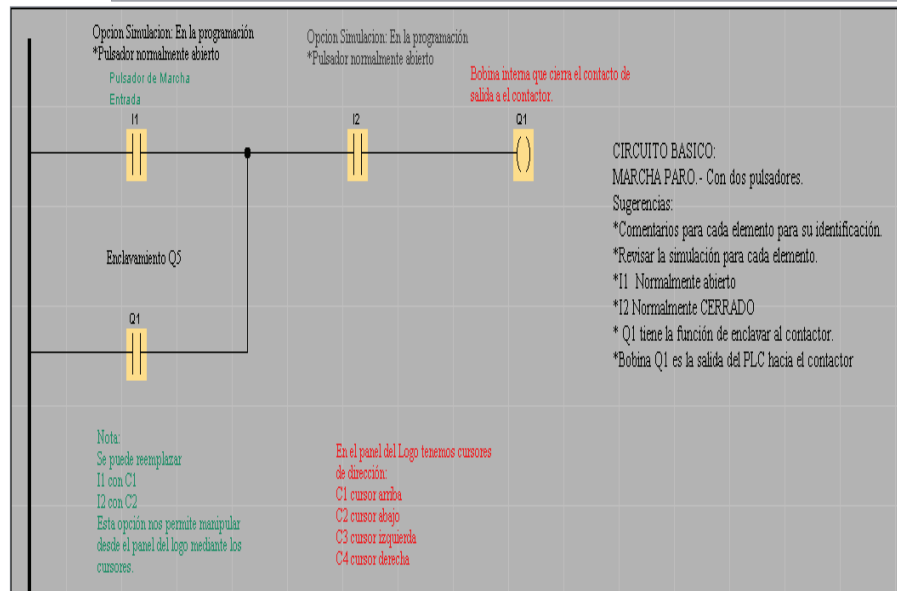 Opcion Simulacion: En la programación
*Pulsador normalmente abierto
Pulsador de Marcha
Entrada
I1
Opcion Simulacion: En la programación
*Pulsador normalmente abierto
I2
Bobina interna que cierra el contacto de
salida a el contactor.
Q1
CIRCUITO BASICO:
MARCHA PARO.- Con dos pulsadores.
Sugerencias:
*Comentarios para cada elemento para su identificación.
*Revisar la simulación para cada elemento.
*I1 Normalmente abierto
*I2 Normalmente CERRADO
* Q1 tiene la función de enclavar al contactor.
*Bobina Q1 es la salida del PLC hacia el contactor
Enclavamiento Q5
Q1
Nota:
Se puede reemplazar
I1 con C1
I2 con C2
Esta opción nos permite manipular
desde el panel del logo mediante los
cursores.
En el panel del Logo tenemos cursores
de dirección:
C1 cursor arriba
C2 cursor abajo
C3 cursor izquierda
C4 cursor derecha